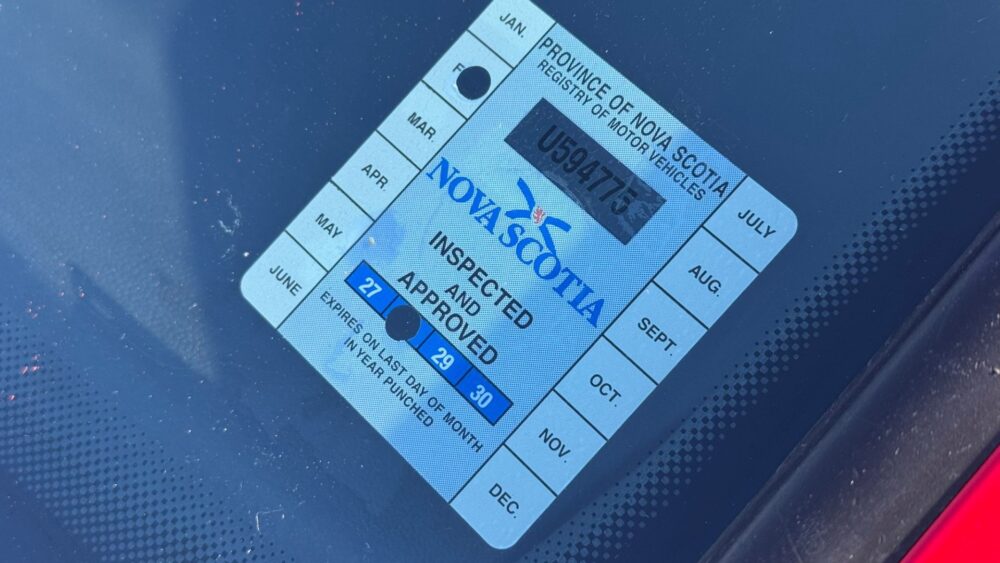 PROVINCE OF NOVA SCOTIA
REGISTRY OF MOTOR VEHICLES
U594775
NOVA SCOTIA
INSPECTED
AND
APPROVED
27 29 30
EXPIRES ON LAST DAY OF MONTH
IN YEAR PUNCHED
JAN.
MAR.
APR.
MAY
JUNE
JULY
AUG.
SEPT.
OCT.
NOV.
DEC.